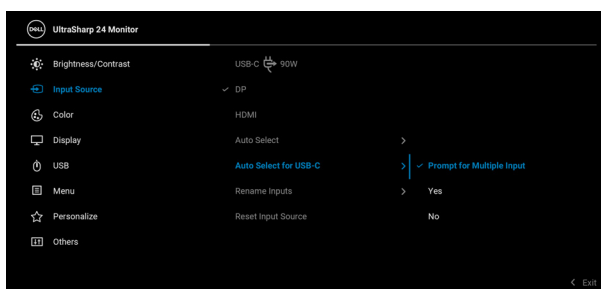 DELL UltraSharp 24 Monitor
Brightness/Contrast USB-C 90W
Input Source DP
Color HDMI
Display Auto Select
USB Auto Select for USB-C Prompt for Multiple Input
Menu Rename Inputs Yes
Personalize Reset Input Source No
Others
Exit